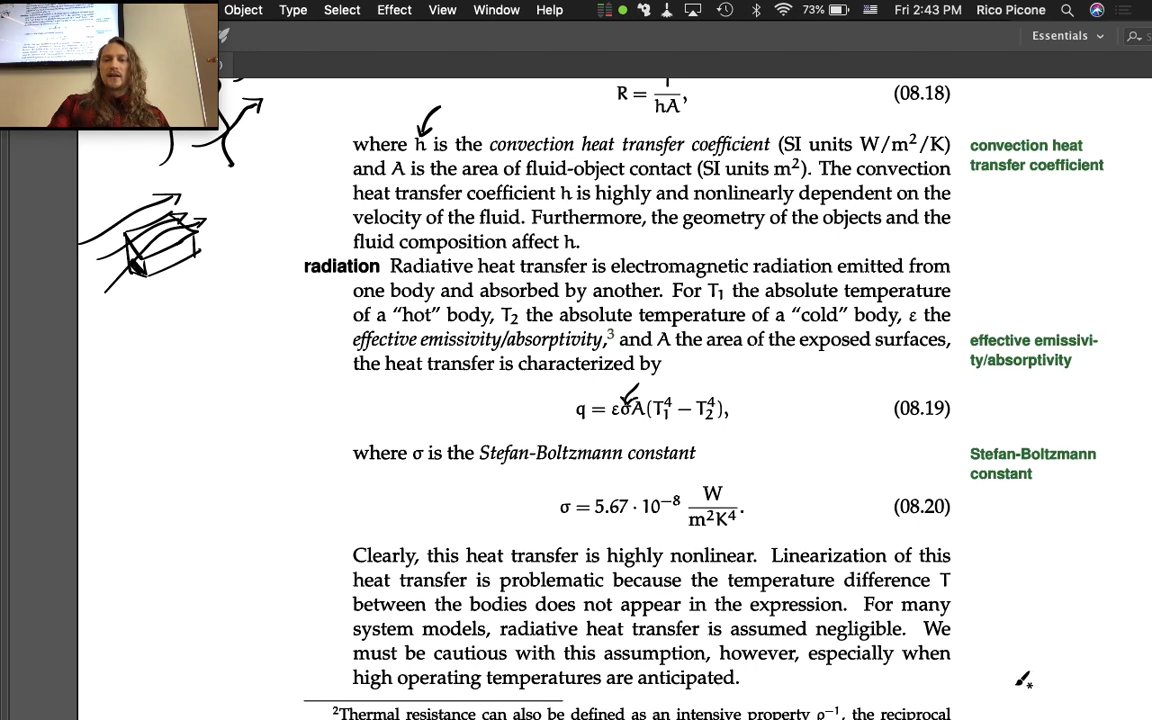 Object Type Select Effect View Window Help 73% Fri 2:43 PM Rico Picone
Essentials
R = 1/hA, (08.18)
where h is the convection heat transfer coefficient (SI units W/m²/K)
and A is the area of fluid-object contact (SI units m²). The convection
heat transfer coefficient h is highly and nonlinearly dependent on the
velocity of the fluid. Furthermore, the geometry of the objects and the
fluid composition affect h.
convection heat
transfer coefficient
radiation Radiative heat transfer is electromagnetic radiation emitted from
one body and absorbed by another. For T₁ the absolute temperature
of a “hot” body, T₂ the absolute temperature of a “cold” body, ε the
effective emissivity/absorptivity,³ and A the area of the exposed surfaces,
the heat transfer is characterized by
effective emissivi-
ty/absorptivity
q = εσA(T₁⁴ − T₂⁴), (08.19)
where σ is the Stefan-Boltzmann constant
Stefan-Boltzmann
constant
σ = 5.67 · 10⁻⁸ W/m²K⁴. (08.20)
Clearly, this heat transfer is highly nonlinear. Linearization of this
heat transfer is problematic because the temperature difference T
between the bodies does not appear in the expression. For many
system models, radiative heat transfer is assumed negligible. We
must be cautious with this assumption, however, especially when
high operating temperatures are anticipated.
²Thermal resistance can also be defined as an intensive property ρ⁻¹, the reciprocal